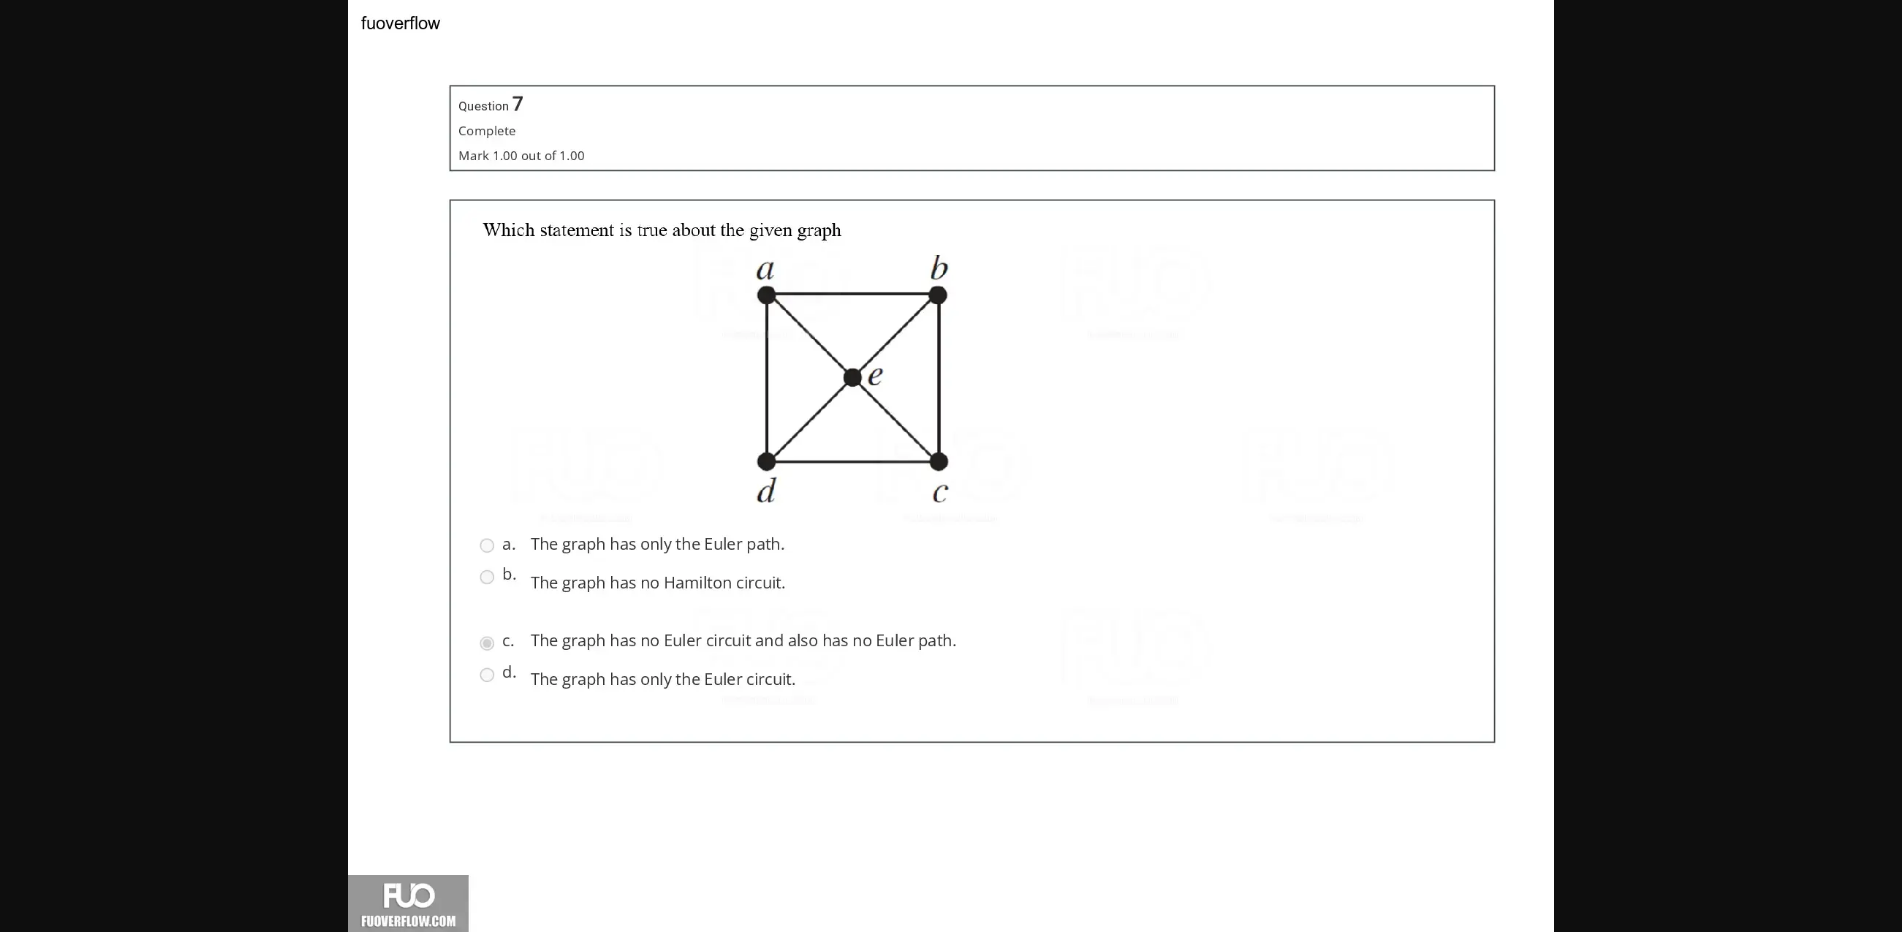 fuoverflow
Question 7
Complete
Mark 1.00 out of 1.00
Which statement is true about the given graph
a b
e
d c
a. The graph has only the Euler path.
b. The graph has no Hamilton circuit.
c. The graph has no Euler circuit and also has no Euler path.
d. The graph has only the Euler circuit.
FUO
FUOVERFLOW.COM